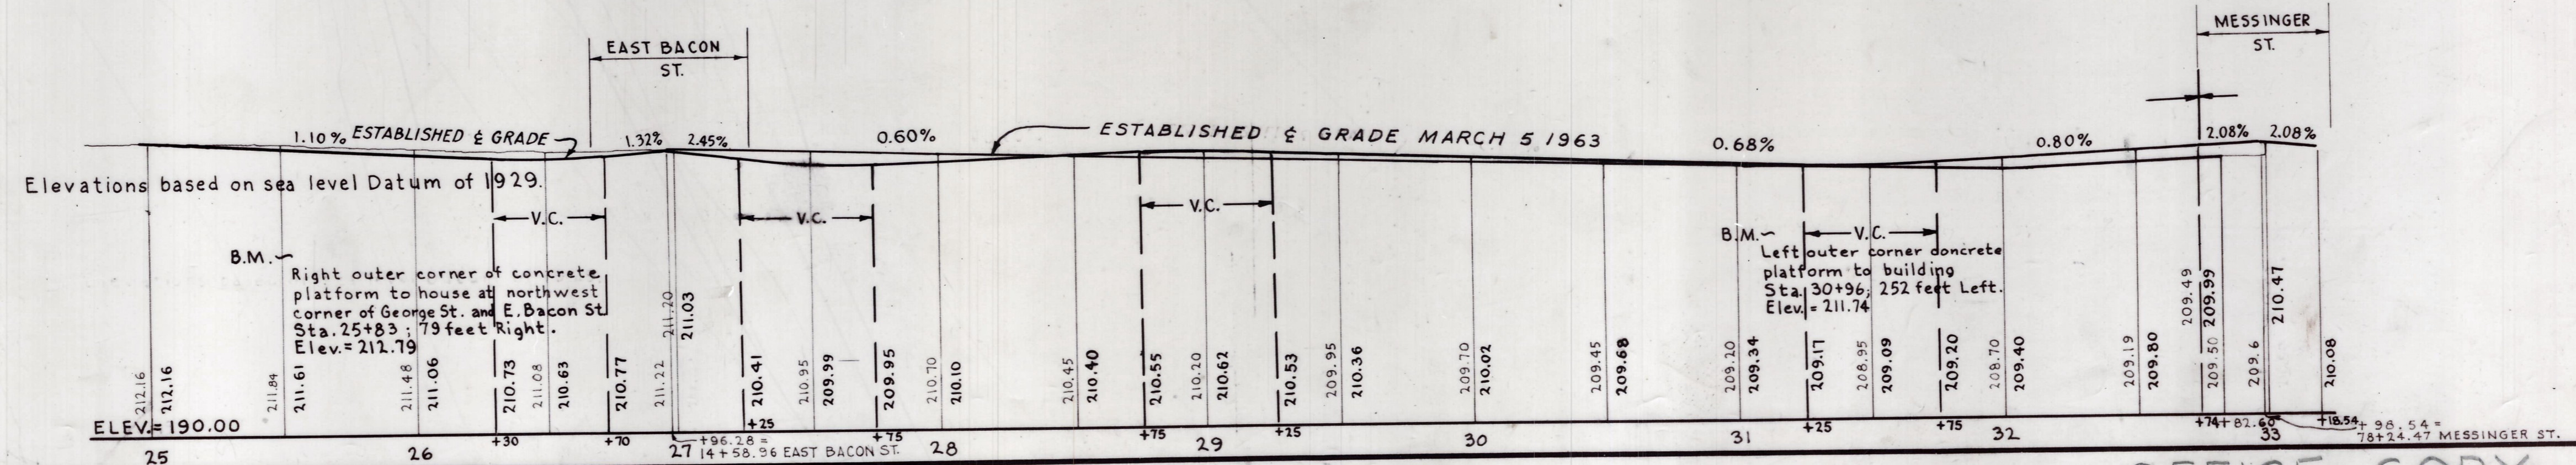 EAST BACON
ST.
MESSINGER
ST.
1.10% ESTABLISHED ℄ GRADE
1.32%
2.45%
0.60%
ESTABLISHED ℄ GRADE MARCH 5 1963
0.68%
0.80%
2.08%
2.08%
Elevations based on sea level Datum of 1929.
V.C.
V.C.
V.C.
V.C.
B.M.
Right outer corner of concrete
platform to house at northwest
corner of George St. and E. Bacon St
Sta. 25+83 ; 79 feet Right.
Elev.= 212.79
B.M.
Left outer corner concrete
platform to building
Sta. 30+96; 252 feet Left.
Elev. = 211.74
212.16
212.16
211.84
211.61
211.48
211.06
210.73
211.08
210.63
210.77
211.22
211.20
211.03
210.41
210.95
209.99
209.95
210.70
210.10
210.45
210.40
210.55
210.20
210.62
210.53
209.95
210.36
209.70
210.02
209.45
209.68
209.20
209.34
209.17
208.95
209.09
209.20
208.70
209.40
209.19
209.80
209.49
209.99
209.50
209.6
210.47
210.08
ELEV.= 190.00
25
26
+30
+70
27
+96.28 =
14+58.96 EAST BACON ST.
+25
+75
28
+75
29
+25
30
31
+25
+75
32
+74
+82.60
33
+18.54
+98.54 =
78+24.47 MESSINGER ST.
OFFICE COPY